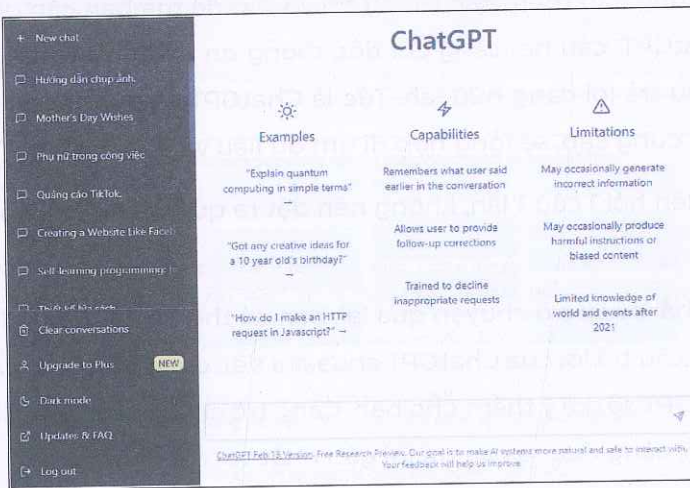 + New chat
Hướng dẫn chụp ảnh.
Mother's Day Wishes
Phụ nữ trong công việc
Quảng cáo TikTok.
Creating a Website Like Faceb
Self-learning programming:
Thiết kế bìa sách
Clear conversations
Upgrade to Plus NEW
Dark mode
Updates & FAQ
Log out
ChatGPT
Examples
"Explain quantum
computing in simple terms"
"Got any creative ideas for
a 10 year old's birthday?"
→
"How do I make an HTTP
request in Javascript?" →
Capabilities
Remembers what user said
earlier in the conversation
Allows user to provide
follow-up corrections
Trained to decline
inappropriate requests
Limitations
May occasionally generate
incorrect information
May occasionally produce
harmful instructions or
biased content
Limited knowledge of
world and events after
2021
ChatGPT Feb 13 Version. Free Research Preview. Our goal is to make AI systems more natural and safe to interact with.
Your feedback will help us improve.